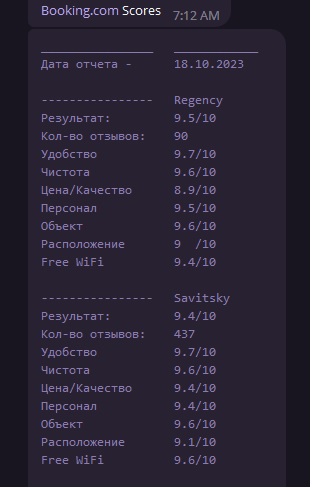 Booking.com Scores 7:12 AM
________________ ____________
Дата отчета - 18.10.2023
---------------- Regency
Результат: 9.5/10
Кол-во отзывов: 90
Удобство 9.7/10
Чистота 9.6/10
Цена/Качество 8.9/10
Персонал 9.5/10
Объект 9.6/10
Расположение 9 /10
Free WiFi 9.4/10
---------------- Savitsky
Результат: 9.4/10
Кол-во отзывов: 437
Удобство 9.7/10
Чистота 9.6/10
Цена/Качество 9.4/10
Персонал 9.4/10
Объект 9.6/10
Расположение 9.1/10
Free WiFi 9.6/10